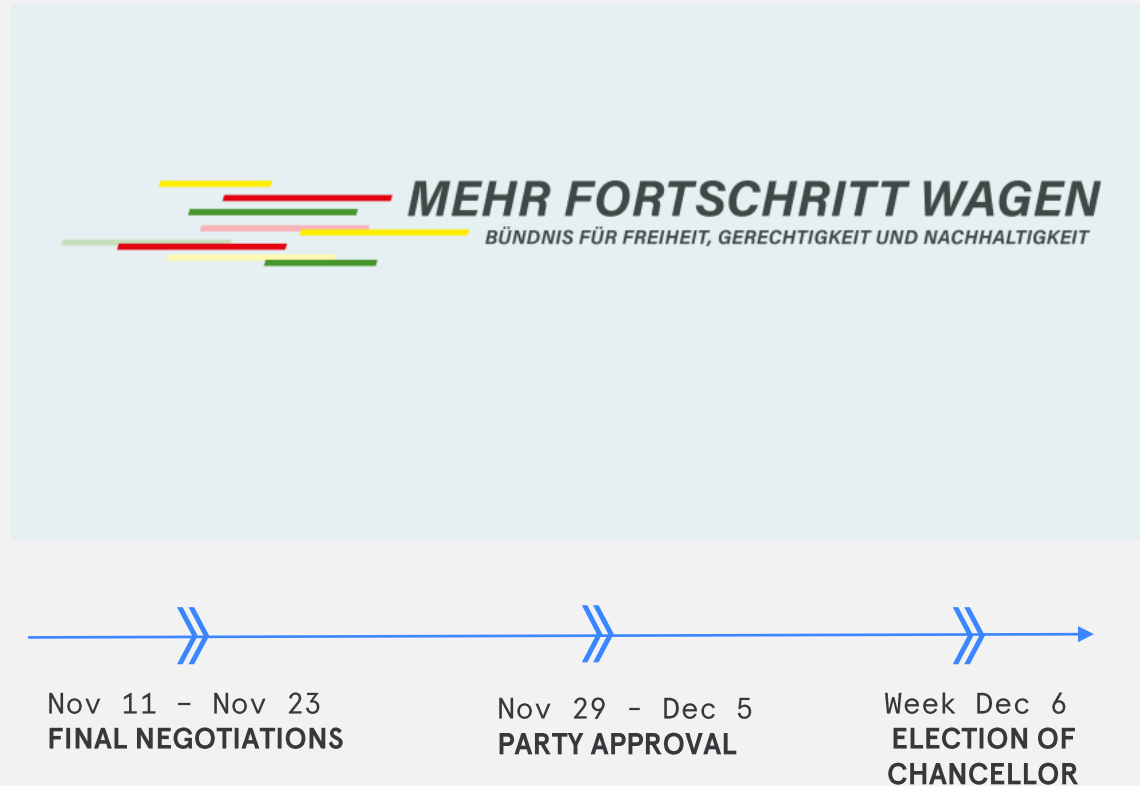 MEHR FORTSCHRITT WAGEN
BÜNDNIS FÜR FREIHEIT, GERECHTIGKEIT UND NACHHALTIGKEIT
Nov 11 – Nov 23
FINAL NEGOTIATIONS
Nov 29 - Dec 5
PARTY APPROVAL
Week Dec 6
ELECTION OF
CHANCELLOR